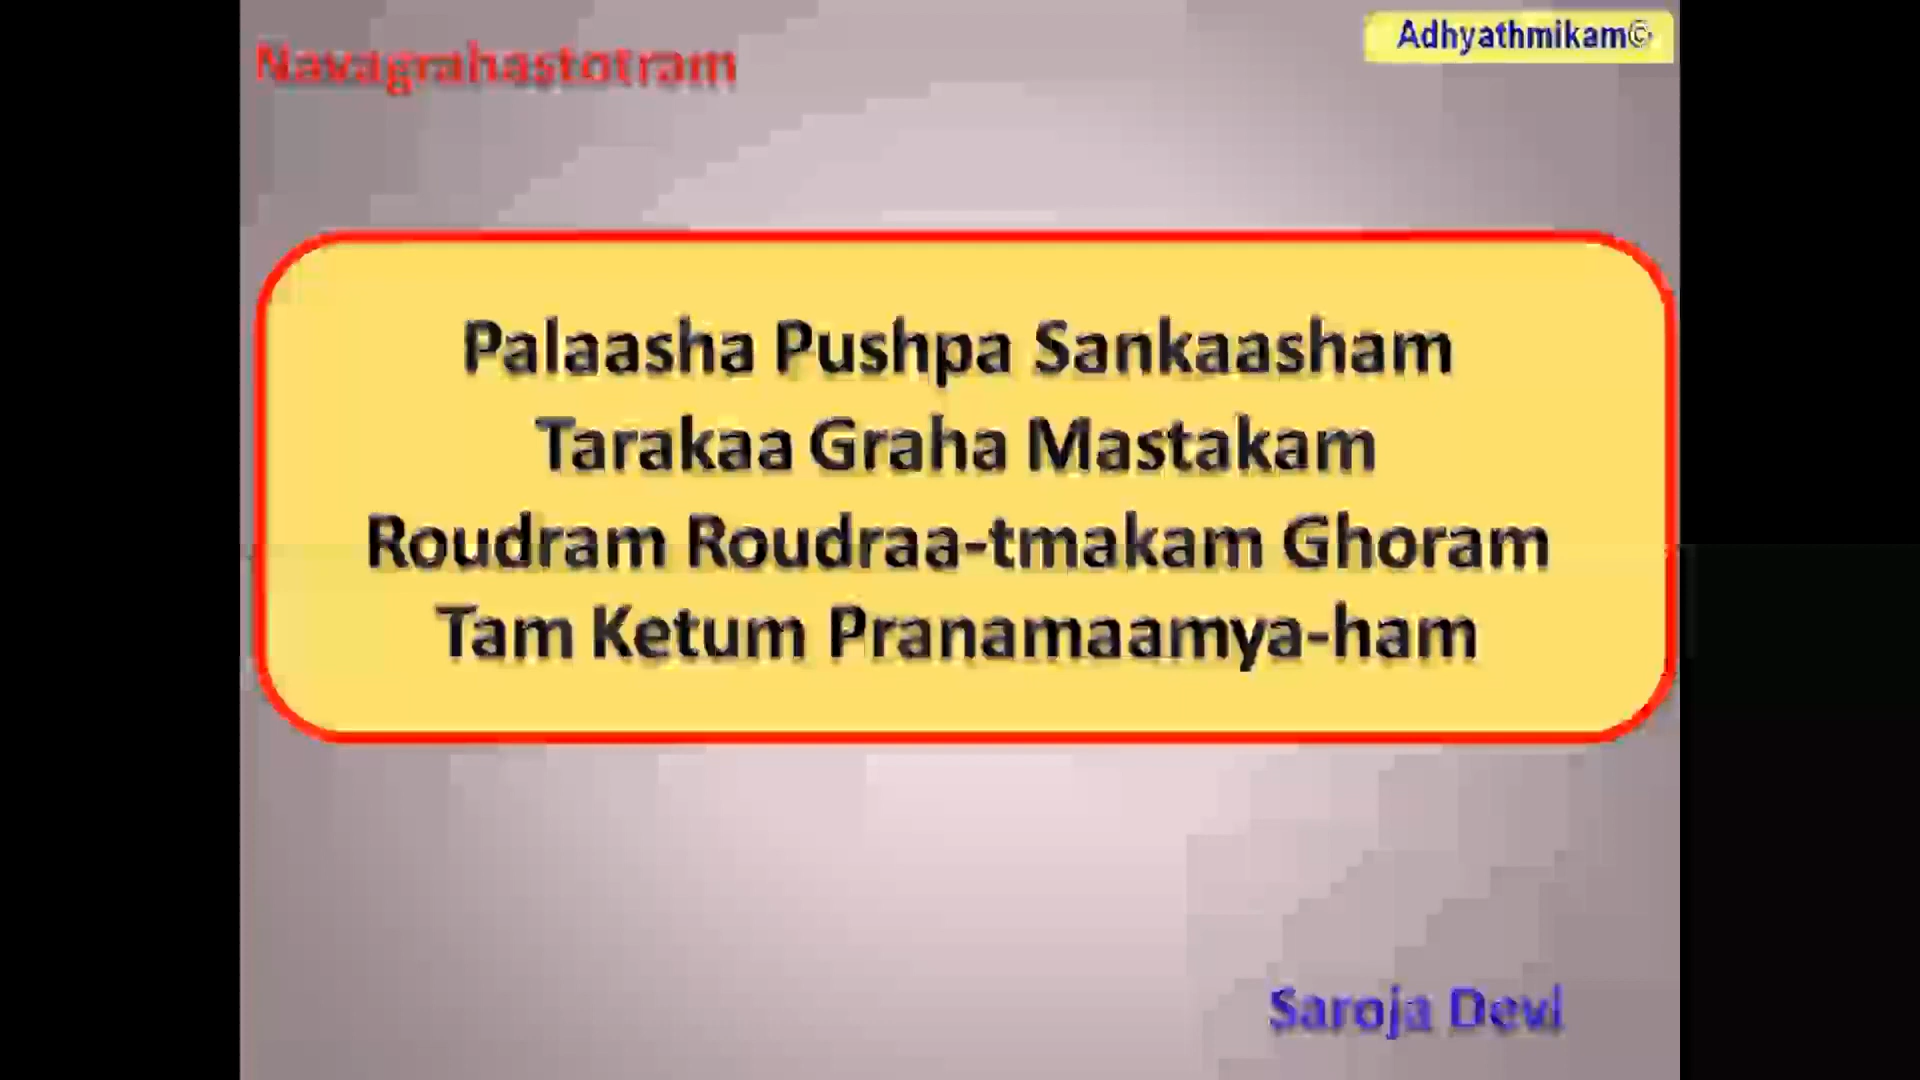 Navagrahastotram
Adhyathmikam©
Palaasha Pushpa Sankaasham
Tarakaa Graha Mastakam
Roudram Roudraa-tmakam Ghoram
Tam Ketum Pranamaamya-ham
Saroja Devi